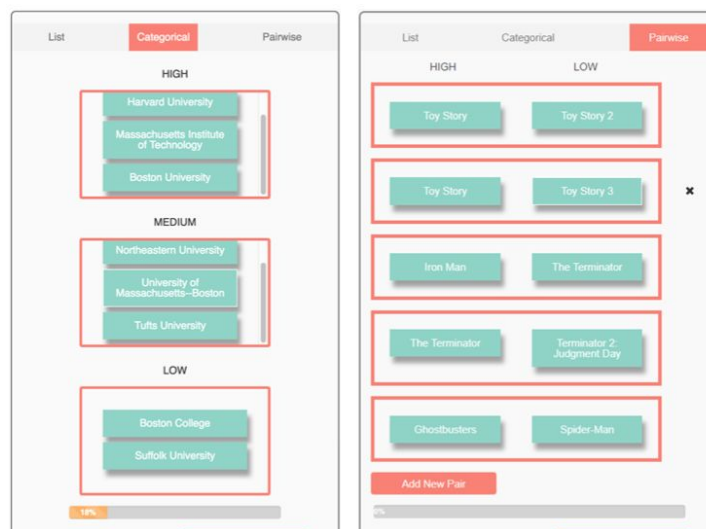 List Categorical Pairwise
HIGH
Harvard University
Massachusetts Institute
of Technology
Boston University
MEDIUM
Northeastern University
University of
Massachusetts--Boston
Tufts University
LOW
Boston College
Suffolk University
18%
List Categorical Pairwise
HIGH LOW
Toy Story Toy Story 2
Toy Story Toy Story 3
Iron Man The Terminator
The Terminator Terminator 2:
Judgment Day
Ghostbusters Spider-Man
Add New Pair